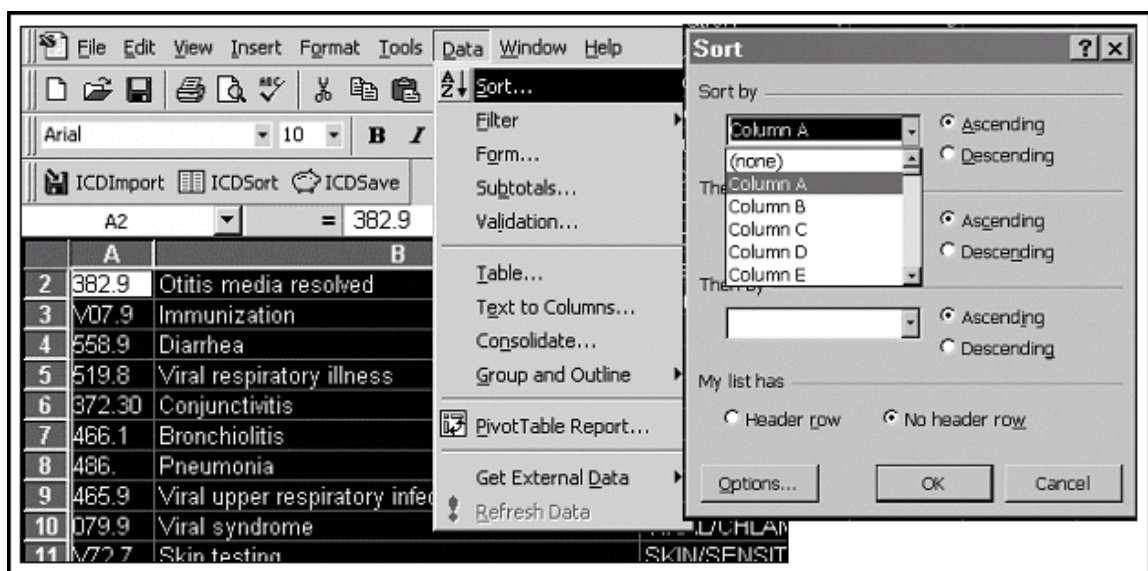 File Edit View Insert Format Tools Data Window Help
Arial 10 B I
ICDImport ICDSort ICDSave
A2 = 382.9
A B
2 382.9 Otitis media resolved
3 V07.9 Immunization
4 558.9 Diarrhea
5 519.8 Viral respiratory illness
6 372.30 Conjunctivitis
7 466.1 Bronchiolitis
8 486. Pneumonia
9 465.9 Viral upper respiratory infec
10 079.9 Viral syndrome
11 V72.7 Skin testing SKIN/SENSIT
Sort...
Filter
Form...
Subtotals...
Validation...
Table...
Text to Columns...
Consolidate...
Group and Outline
PivotTable Report...
Get External Data
Refresh Data
Sort
Sort by
Column A Ascending
Descending
(none)
Column A
Column B
Column C
Column D
Column E
Ascending
Descending
Then by
Ascending
Descending
My list has
Header row No header row
Options... OK Cancel